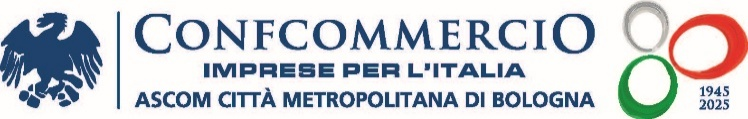 CONFCOMMERCIO
IMPRESE PER L'ITALIA
ASCOM CITTÀ METROPOLITANA DI BOLOGNA
1945
2025